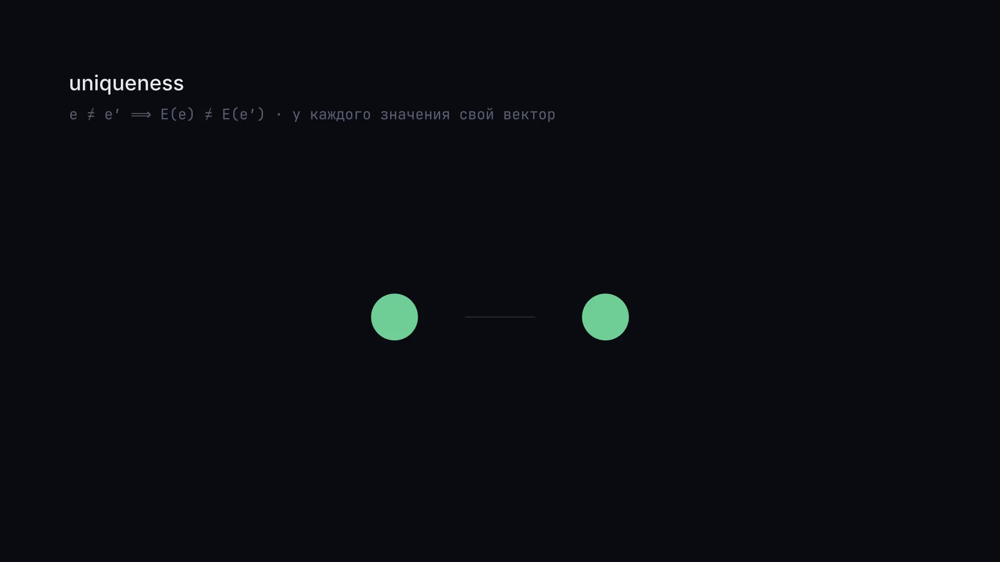 uniqueness
e ≠ e′ ⟹ E(e) ≠ E(e′) · у каждого значения свой вектор